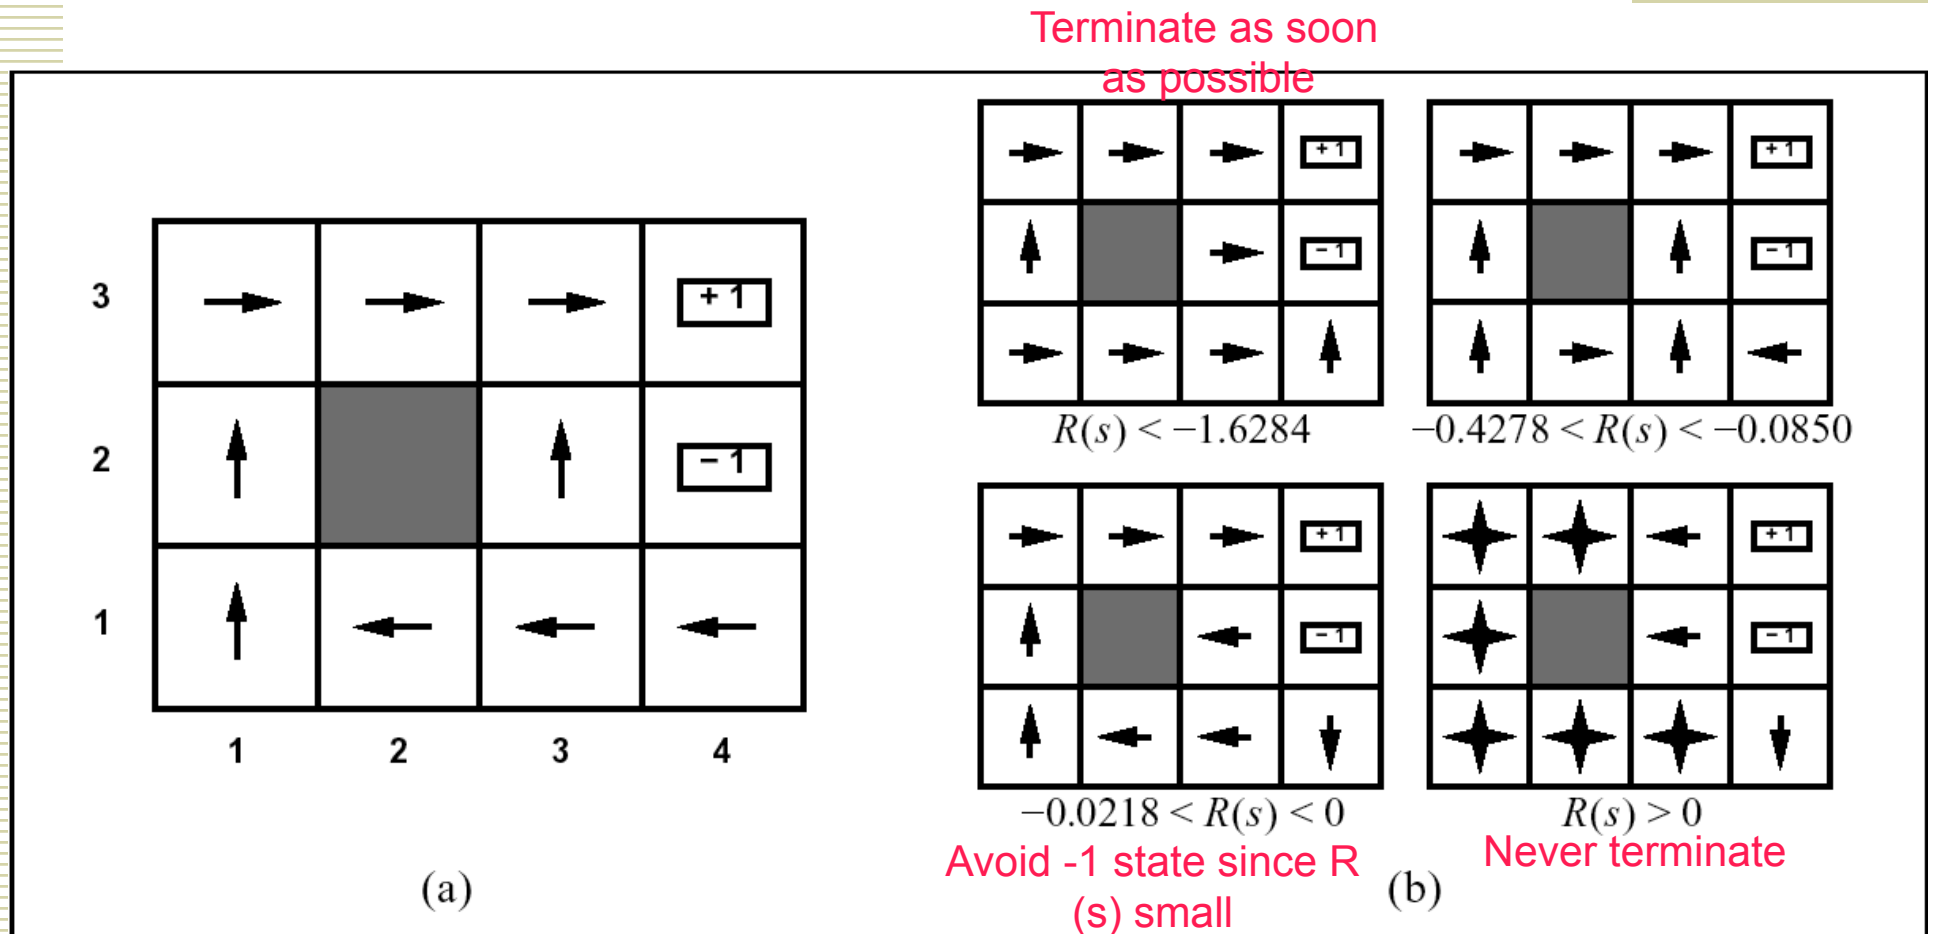 Terminate as soon
as possible
3
+ 1
2
− 1
1
1 2 3 4
(a)
+ 1
− 1
R(s) < −1.6284
+ 1
− 1
−0.4278 < R(s) < −0.0850
+ 1
− 1
−0.0218 < R(s) < 0
Avoid -1 state since R
(s) small
+ 1
− 1
R(s) > 0
Never terminate
(b)